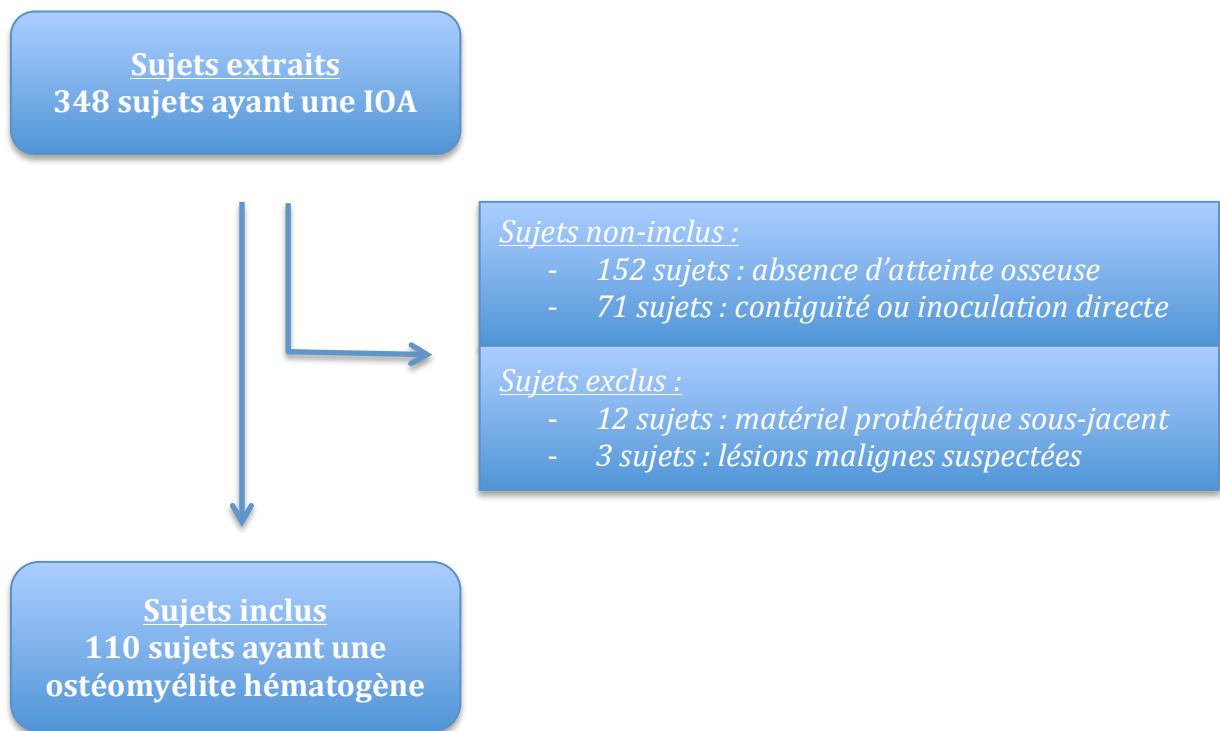 Sujets extraits
348 sujets ayant une IOA
Sujets non-inclus :
- 152 sujets : absence d'atteinte osseuse
- 71 sujets : contiguïté ou inoculation directe
Sujets exclus :
- 12 sujets : matériel prothétique sous-jacent
- 3 sujets : lésions malignes suspectées
Sujets inclus
110 sujets ayant une
ostéomyélite hématogène